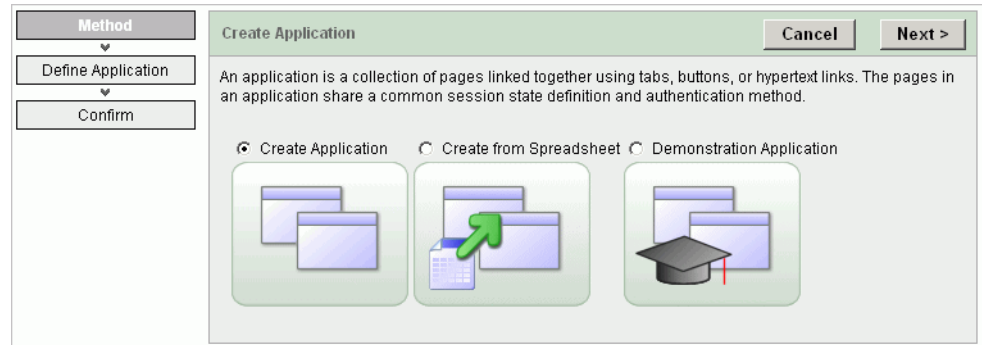 Method
Define Application
Confirm
Create Application
Cancel
Next >
An application is a collection of pages linked together using tabs, buttons, or hypertext links. The pages in
an application share a common session state definition and authentication method.
Create Application
Create from Spreadsheet
Demonstration Application